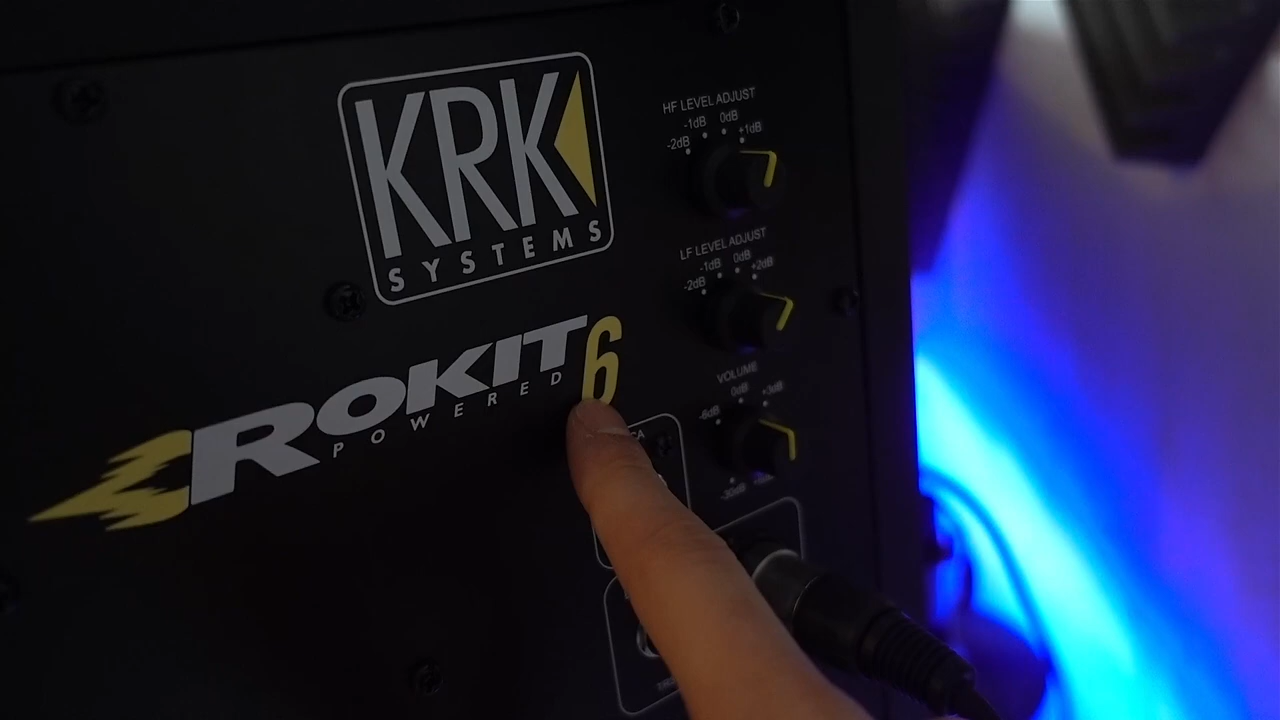 KRK
SYSTEMS
ROKIT 6
POWERED
HF LEVEL ADJUST
-2dB -1dB 0dB +1dB
LF LEVEL ADJUST
-2dB -1dB 0dB +2dB
VOLUME
-6dB 0dB +3dB
-30dB